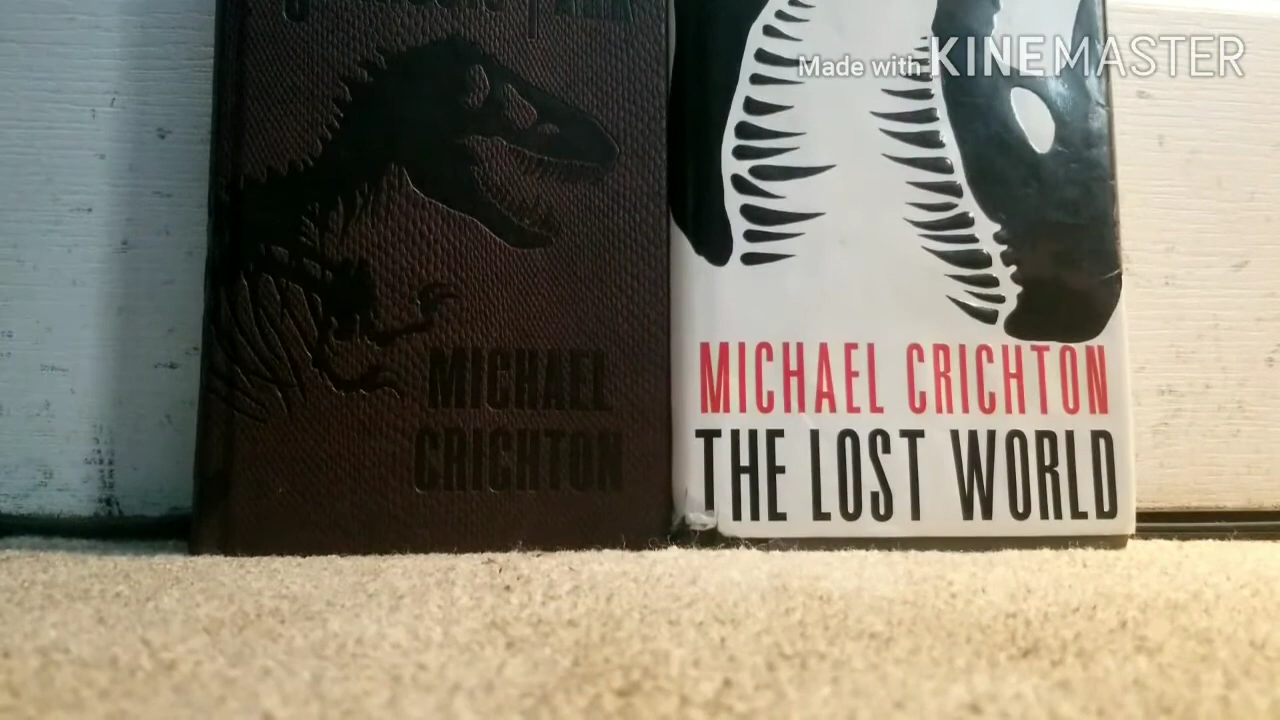 Made with KINEMASTER
MICHAEL
CRICHTON
MICHAEL CRICHTON
THE LOST WORLD